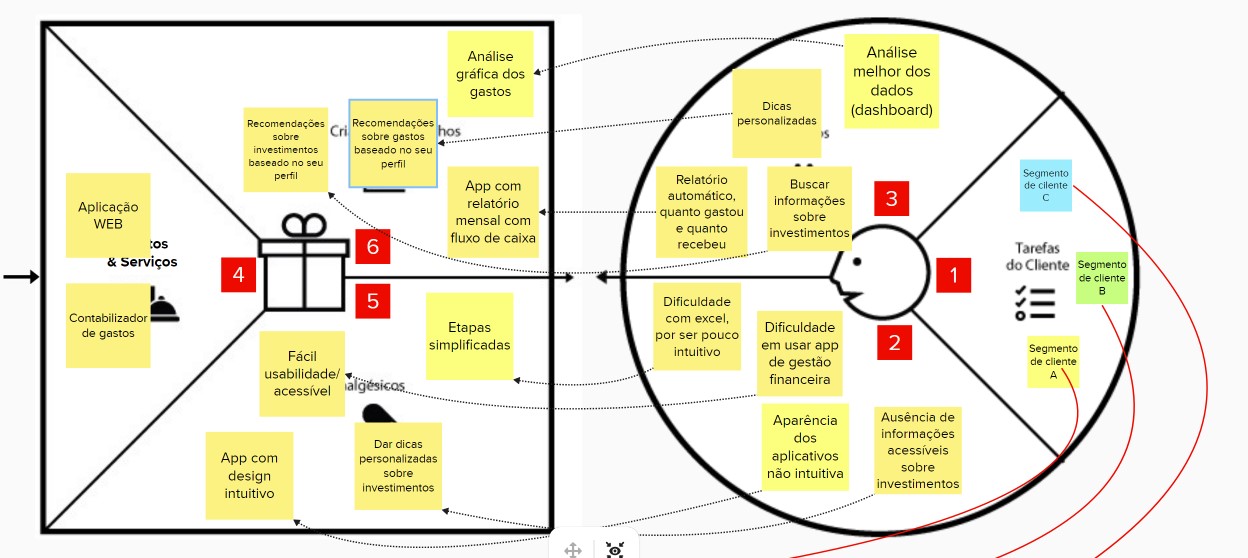 Análise
gráfica dos
gastos
Recomendações
sobre
investimentos
baseado no seu
perfil
Cri
Recomendações
sobre gastos
baseado no seu
perfil
hos
App com
relatório
mensal com
fluxo de caixa
Aplicação
WEB
tos
& Serviços
Contabilizador
de gastos
4
6
5
Etapas
simplificadas
Fácil
usabilidade/
acessível
nalgésicos
App com
design
intuitivo
Dar dicas
personalizadas
sobre
investimentos
Análise
melhor dos
dados
(dashboard)
Dicas
personalizadas
os
Relatório
automático,
quanto gastou
e quanto
recebeu
Buscar
informações
sobre
investimentos
3
1
2
Tarefas
do Cliente
Segmento
de cliente
C
Segmento
de cliente
B
Segmento
de cliente
A
Dificuldade
com excel,
por ser pouco
intuitivo
Dificuldade
em usar app
de gestão
financeira
Aparência
dos
aplicativos
não intuitiva
Ausência de
informações
acessíveis
sobre
investimentos